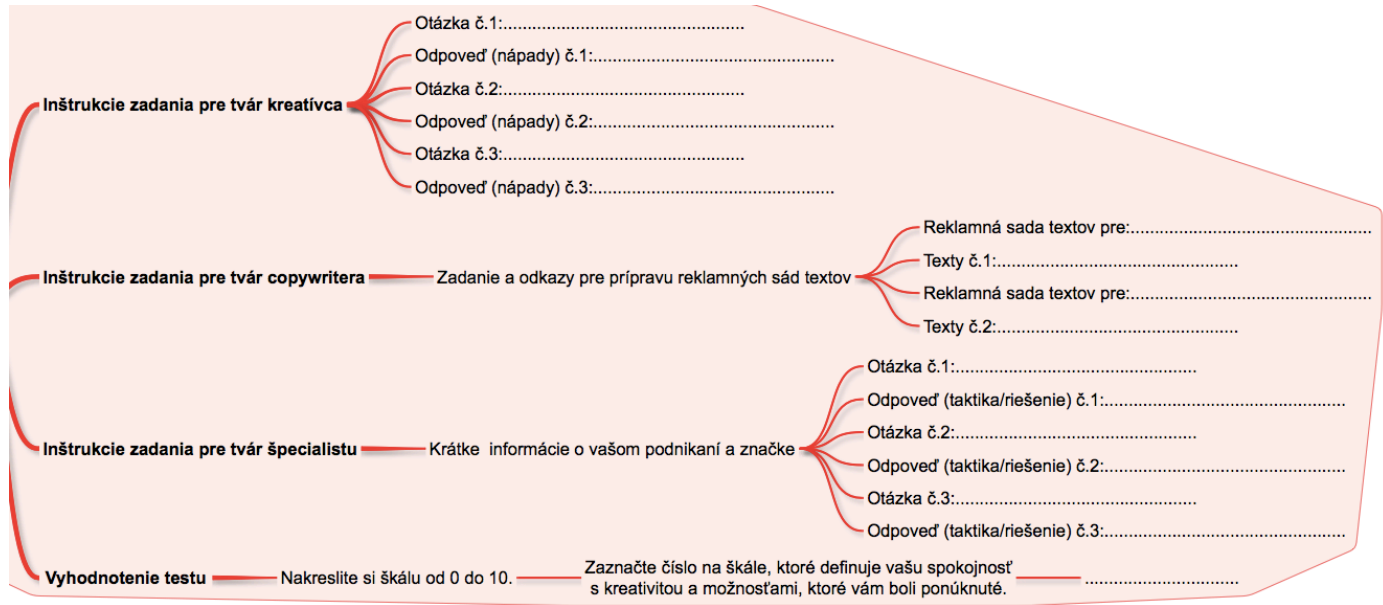 Inštrukcie zadania pre tvár kreatívca
Otázka č.1:..................................................
Odpoveď (nápady) č.1:..................................................
Otázka č.2:..................................................
Odpoveď (nápady) č.2:..................................................
Otázka č.3:..................................................
Odpoveď (nápady) č.3:..................................................
Inštrukcie zadania pre tvár copywritera
Zadanie a odkazy pre prípravu reklamných sád textov
Reklamná sada textov pre:..................................................
Texty č.1:..................................................
Reklamná sada textov pre:..................................................
Texty č.2:..................................................
Inštrukcie zadania pre tvár špecialistu
Krátke  informácie o vašom podnikaní a značke
Otázka č.1:..................................................
Odpoveď (taktika/riešenie) č.1:..................................................
Otázka č.2:..................................................
Odpoveď (taktika/riešenie) č.2:..................................................
Otázka č.3:..................................................
Odpoveď (taktika/riešenie) č.3:..................................................
Vyhodnotenie testu
Nakreslite si škálu od 0 do 10.
Zaznačte číslo na škále, ktoré definuje vašu spokojnosť
s kreativitou a možnosťami, ktoré vám boli ponúknuté.
................................